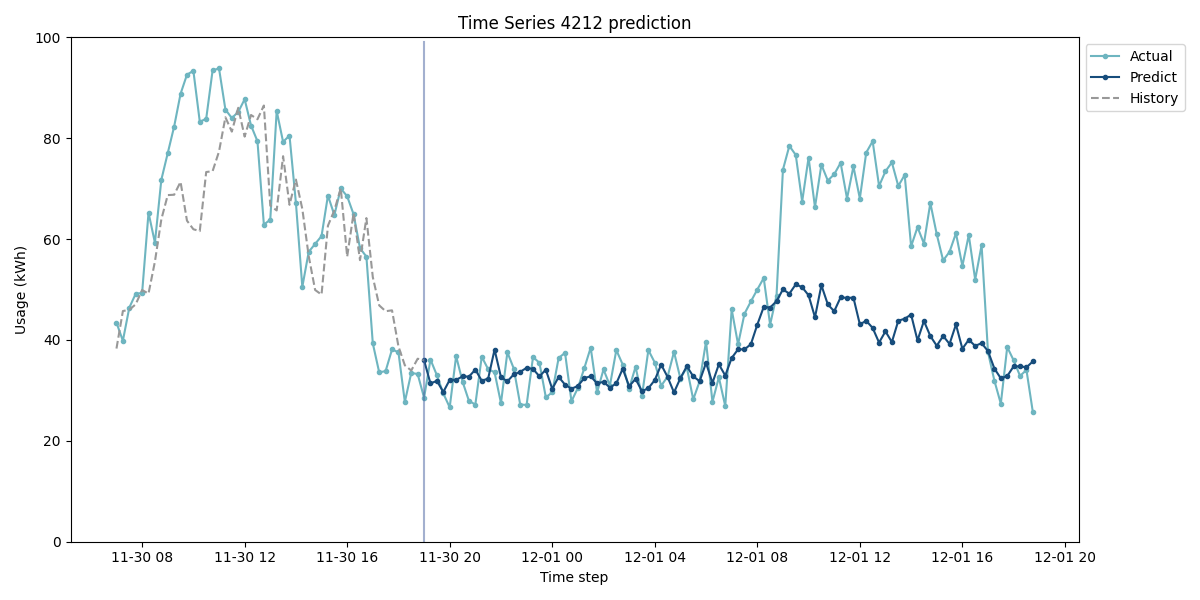 Time Series 4212 prediction
100
80
60
40
20
0
Usage (kWh)
11-30 08
11-30 12
11-30 16
11-30 20
12-01 00
12-01 04
12-01 08
12-01 12
12-01 16
12-01 20
Time step
Actual
Predict
History